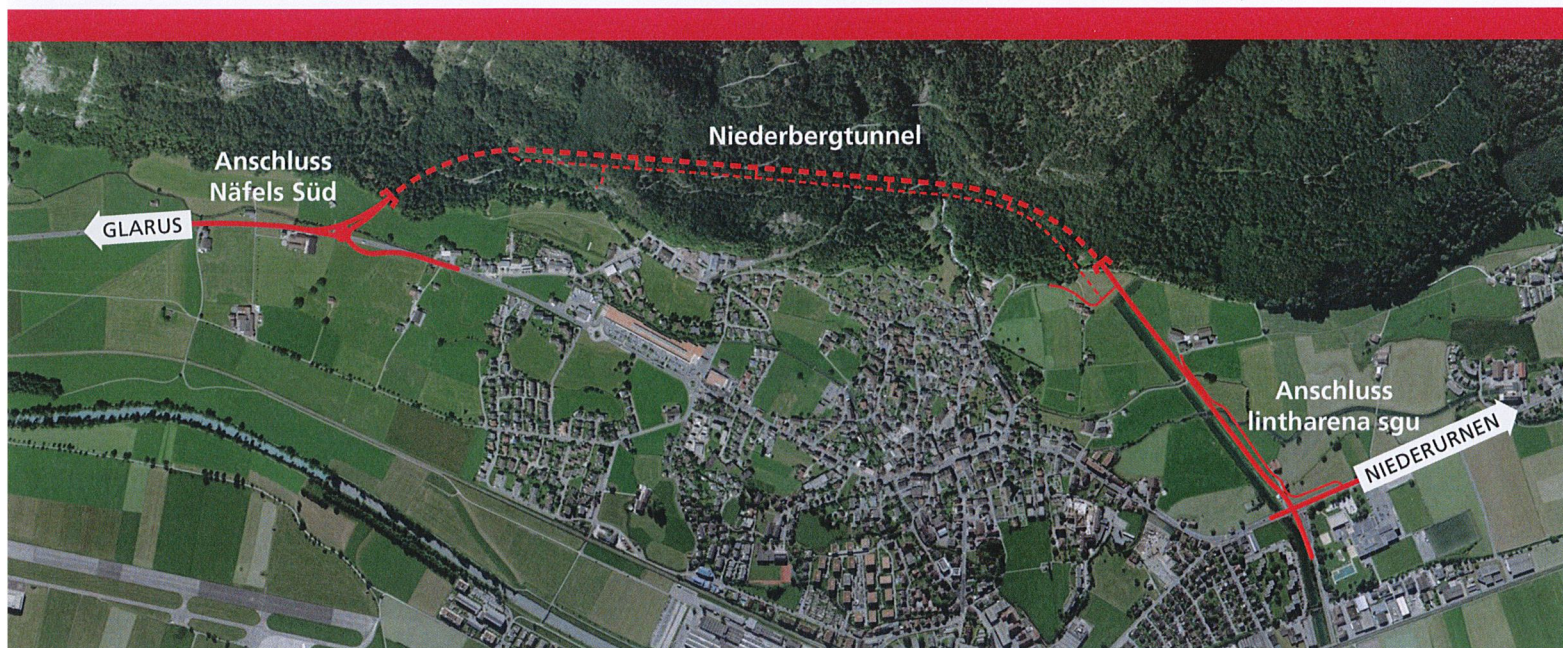 Niederbergtunnel
Anschluss
Näfels Süd
GLARUS
Anschluss
lintharena sgu
NIEDERURNEN